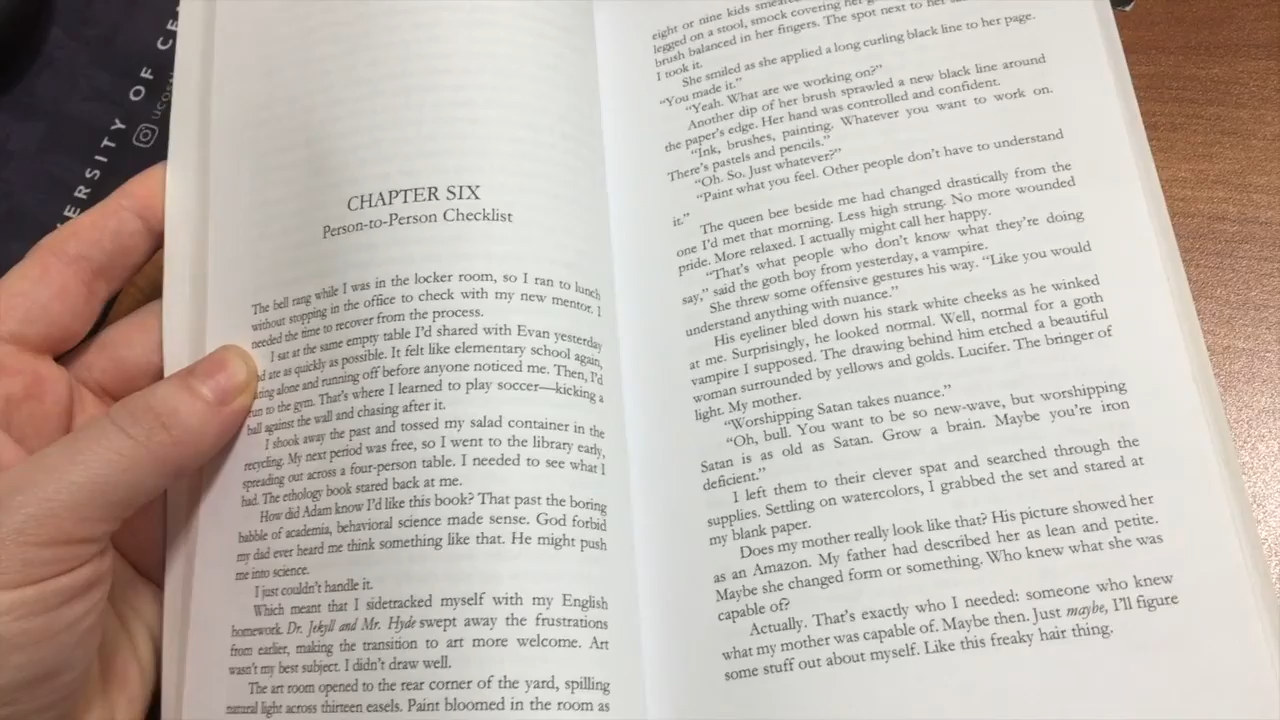 ERSITY OF CE
ucos
CHAPTER SIX
Person-to-Person Checklist
The bell rang while I was in the locker room, so I ran to lunch
without stopping in the office to check with my new mentor. I
needed the time to recover from the process.
I sat at the same empty table I'd shared with Evan yesterday
nd ate as quickly as possible. It felt like elementary school again,
ting alone and running off before anyone noticed me. Then, I'd
run to the gym. That's where I learned to play soccer—kicking a
ball against the wall and chasing after it.
I shook away the past and tossed my salad container in the
recycling. My next period was free, so I went to the library early,
spreading out across a four-person table. I needed to see what I
had. The ethology book stared back at me.
How did Adam know I'd like this book? That past the boring
babble of academia, behavioral science made sense. God forbid
my dad ever heard me think something like that. He might push
me into science.
I just couldn't handle it.
Which meant that I sidetracked myself with my English
homework. Dr. Jekyll and Mr. Hyde swept away the frustrations
from earlier, making the transition to art more welcome. Art
wasn't my best subject. I didn't draw well.
The art room opened to the rear corner of the yard, spilling
natural light across thirteen easels. Paint bloomed in the room as
eight or nine kids smeared
legged on a stool, smock covering her
brush balanced in her fingers. The spot next to her
I took it.
She smiled as she applied a long curling black line to her page.
"You made it."
"Yeah. What are we working on?"
Another dip of her brush sprawled a new black line around
the paper's edge. Her hand was controlled and confident.
"Ink, brushes, painting. Whatever you want to work on.
There's pastels and pencils."
"Oh. So. Just whatever?"
"Paint what you feel. Other people don't have to understand
it."
The queen bee beside me had changed drastically from the
one I'd met that morning. Less high strung. No more wounded
pride. More relaxed. I actually might call her happy.
"That's what people who don't know what they're doing
say," said the goth boy from yesterday, a vampire.
She threw some offensive gestures his way. "Like you would
understand anything with nuance."
His eyeliner bled down his stark white cheeks as he winked
at me. Surprisingly, he looked normal. Well, normal for a goth
vampire I supposed. The drawing behind him etched a beautiful
woman surrounded by yellows and golds. Lucifer. The bringer of
light. My mother.
"Worshipping Satan takes nuance."
"Oh, bull. You want to be so new-wave, but worshipping
Satan is as old as Satan. Grow a brain. Maybe you're iron
deficient."
I left them to their clever spat and searched through the
supplies. Settling on watercolors, I grabbed the set and stared at
my blank paper.
Does my mother really look like that? His picture showed her
as an Amazon. My father had described her as lean and petite.
Maybe she changed form or something. Who knew what she was
capable of?
Actually. That's exactly who I needed: someone who knew
what my mother was capable of. Maybe then. Just maybe, I'll figure
some stuff out about myself. Like this freaky hair thing.